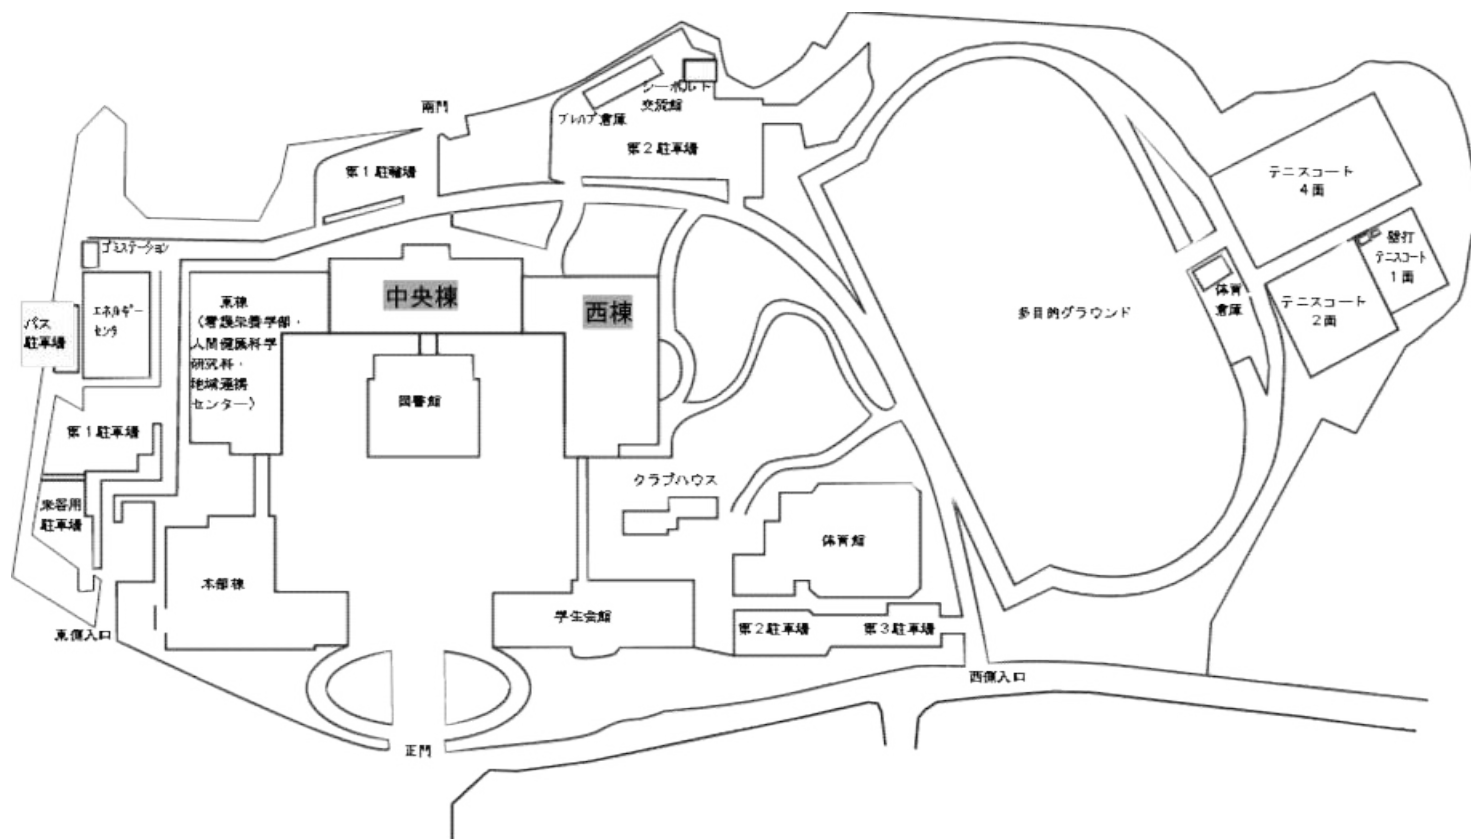 南門
シーボルト
交流館
プレハブ倉庫
第2駐車場
第1駐輪場
テニスコート
4面
ゴミステーション
壁打
テニスコート
1面
エネルギー
センタ
バス
駐車場
中央棟
西棟
東棟
(看護栄養学部・
人間健康科学
研究科・
地域連携
センター)
体育
倉庫
テニスコート
2面
多目的グラウンド
図書館
第1駐車場
クラブハウス
来客用
駐車場
体育館
本部棟
学生会館
第2駐車場
第3駐車場
東側入口
西側入口
正門